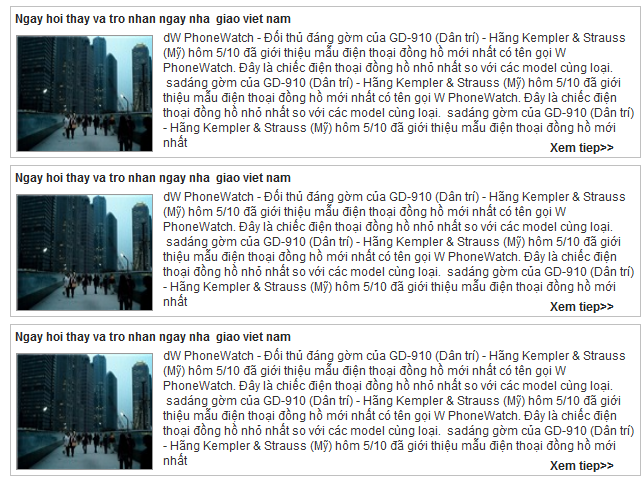 Ngay hoi thay va tro nhan ngay nha  giao viet nam
dW PhoneWatch - Đối thủ đáng gờm của GD-910 (Dân trí) - Hãng Kempler & Strauss
(Mỹ) hôm 5/10 đã giới thiệu mẫu điện thoại đồng hồ mới nhất có tên gọi W
PhoneWatch. Đây là chiếc điện thoại đồng hồ nhỏ nhất so với các model cùng loại.
sadáng gờm của GD-910 (Dân trí) - Hãng Kempler & Strauss (Mỹ) hôm 5/10 đã giới
thiệu mẫu điện thoại đồng hồ mới nhất có tên gọi W PhoneWatch. Đây là chiếc điện
thoại đồng hồ nhỏ nhất so với các model cùng loại.  sadáng gờm của GD-910 (Dân trí)
- Hãng Kempler & Strauss (Mỹ) hôm 5/10 đã giới thiệu mẫu điện thoại đồng hồ mới
nhất
Xem tiep>>
Ngay hoi thay va tro nhan ngay nha  giao viet nam
dW PhoneWatch - Đối thủ đáng gờm của GD-910 (Dân trí) - Hãng Kempler & Strauss
(Mỹ) hôm 5/10 đã giới thiệu mẫu điện thoại đồng hồ mới nhất có tên gọi W
PhoneWatch. Đây là chiếc điện thoại đồng hồ nhỏ nhất so với các model cùng loại.
sadáng gờm của GD-910 (Dân trí) - Hãng Kempler & Strauss (Mỹ) hôm 5/10 đã giới
thiệu mẫu điện thoại đồng hồ mới nhất có tên gọi W PhoneWatch. Đây là chiếc điện
thoại đồng hồ nhỏ nhất so với các model cùng loại.  sadáng gờm của GD-910 (Dân trí)
- Hãng Kempler & Strauss (Mỹ) hôm 5/10 đã giới thiệu mẫu điện thoại đồng hồ mới
nhất
Xem tiep>>
Ngay hoi thay va tro nhan ngay nha  giao viet nam
dW PhoneWatch - Đối thủ đáng gờm của GD-910 (Dân trí) - Hãng Kempler & Strauss
(Mỹ) hôm 5/10 đã giới thiệu mẫu điện thoại đồng hồ mới nhất có tên gọi W
PhoneWatch. Đây là chiếc điện thoại đồng hồ nhỏ nhất so với các model cùng loại.
sadáng gờm của GD-910 (Dân trí) - Hãng Kempler & Strauss (Mỹ) hôm 5/10 đã giới
thiệu mẫu điện thoại đồng hồ mới nhất có tên gọi W PhoneWatch. Đây là chiếc điện
thoại đồng hồ nhỏ nhất so với các model cùng loại.  sadáng gờm của GD-910 (Dân trí)
- Hãng Kempler & Strauss (Mỹ) hôm 5/10 đã giới thiệu mẫu điện thoại đồng hồ mới
nhất
Xem tiep>>